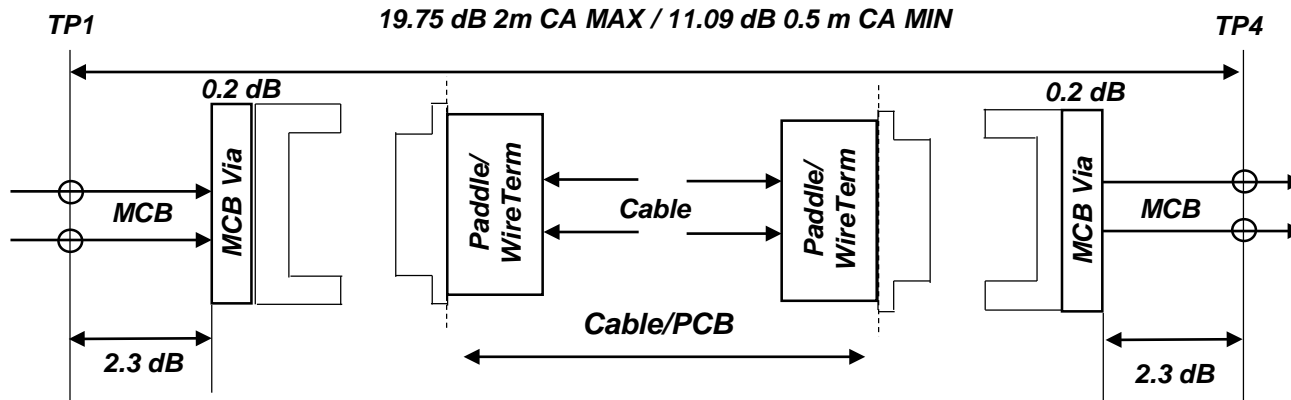 19.75 dB 2m CA MAX / 11.09 dB 0.5 m CA MIN
TP1
TP4
0.2 dB
0.2 dB
MCB
MCB Via
Paddle/
WireTerm
Cable
Paddle/
WireTerm
MCB Via
MCB
Cable/PCB
2.3 dB
2.3 dB